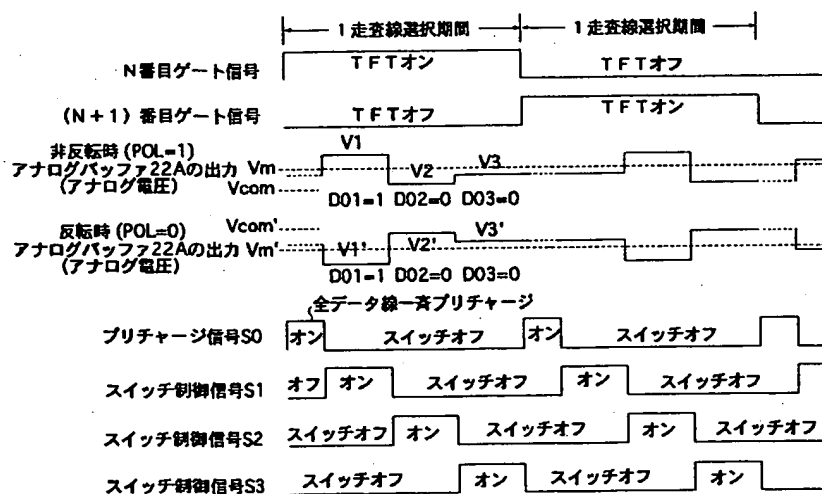 1走査線選択期間 1走査線選択期間
N番目ゲート信号 TFTオン TFTオフ
(N+1)番目ゲート信号 TFTオフ TFTオン
非反転時(POL=1)
アナログバッファ22Aの出力
(アナログ電圧)
Vm
Vcom
V1 V2 V3
D01=1 D02=0 D03=0
反転時(POL=0)
アナログバッファ22Aの出力
(アナログ電圧)
Vcom'
Vm'
V1' V2' V3'
D01=1 D02=0 D03=0
全データ線一斉プリチャージ
プリチャージ信号S0 オン スイッチオフ オン スイッチオフ
スイッチ制御信号S1 オフ オン スイッチオフ オン スイッチオフ
スイッチ制御信号S2 スイッチオフ オン スイッチオフ オン スイッチオフ
スイッチ制御信号S3 スイッチオフ オン スイッチオフ オン